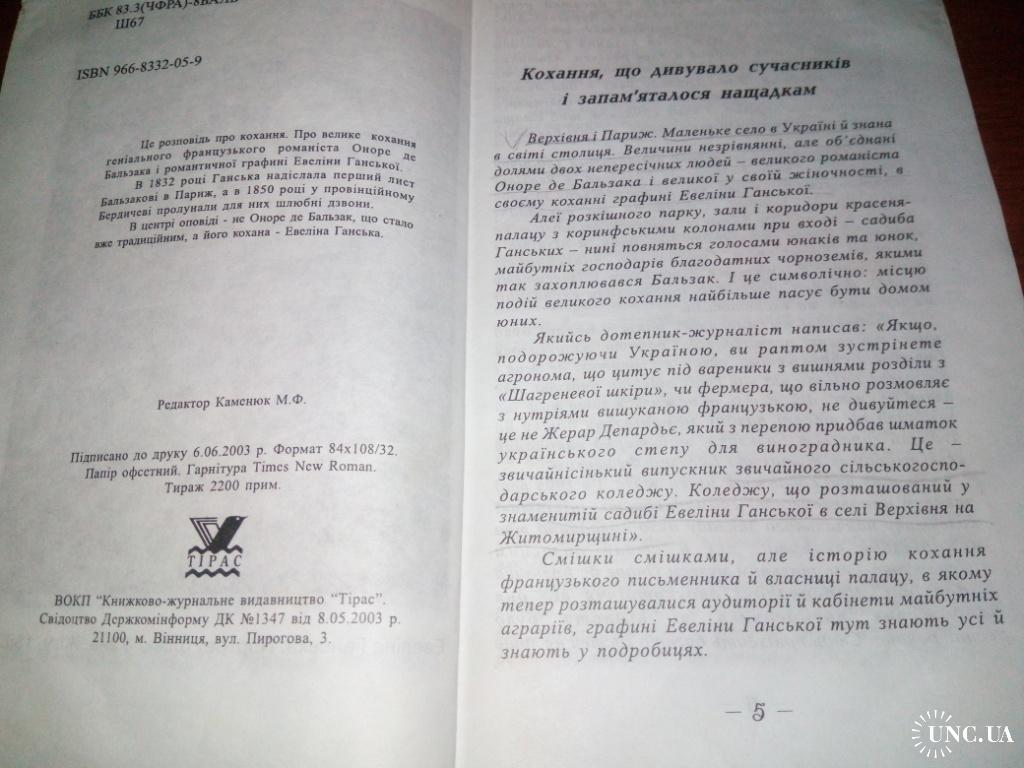 ББК 83.3(ЧФРА)-8БАЛЬ
Ш67
ISBN 966-8332-05-9
Це розповідь про кохання. Про велике кохання
геніального французького романіста Оноре де
Бальзака і романтичної графині Евеліни Ганської.
В 1832 році Ганська надіслала перший лист
Бальзакові в Париж, а в 1850 році у провінційному
Бердичеві пролунали для них шлюбні дзвони.
В центрі оповіді - не Оноре де Бальзак, що стало
вже традиційним, а його кохана - Евеліна Ганська.
Редактор Каменюк М.Ф.
Підписано до друку 6.06.2003 р. Формат 84х108/32.
Папір офсетний. Гарнітура Times New Roman.
Тираж 2200 прим.
ТІРАС
ВОКП "Книжково-журнальне видавництво "Тірас".
Свідоцтво Держкомінформу ДК №1347 від 8.05.2003 р.
21100, м. Вінниця, вул. Пирогова, 3.
Кохання, що дивувало сучасників
і запам'яталося нащадкам
Верхівня і Париж. Маленьке село в Україні й знана
в світі столиця. Величини незрівнянні, але об'єднані
долями двох непересічних людей – великого романіста
Оноре де Бальзака і великої у своїй жіночності, в
своєму коханні графині Евеліни Ганської.
Алеї розкішного парку, зали і коридори красеня-
палацу з коринфськими колонами при вході – садиба
Ганських – нині повняться голосами юнаків та юнок,
майбутніх господарів благодатних чорноземів, якими
так захоплювався Бальзак. І це символічно: місцю
подій великого кохання найбільше пасує бути домом
юних.
Якийсь дотепник-журналіст написав: «Якщо,
подорожуючи Україною, ви раптом зустрінете
агронома, що цитує під вареники з вишнями розділи з
«Шагреневої шкіри», чи фермера, що вільно розмовляє
з нутріями вишуканою французькою, не дивуйтеся –
це не Жерар Депардьє, який з перепою придбав шматок
українського степу для виноградника. Це –
звичайнісінький випускник звичайного сільськогоспо-
дарського коледжу. Коледжу, що розташований у
знаменитій садибі Евеліни Ганської в селі Верхівня на
Житомирщині».
Смішки смішками, але історію кохання
французького письменника й власниці палацу, в якому
тепер розташувалися аудиторії й кабінети майбутніх
аграріїв, графині Евеліни Ганської тут знають усі й
знають у подробицях.
– 5 –
UNC.UA